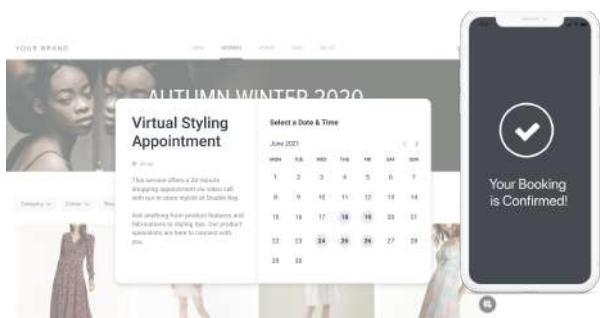 YOUR BRAND
WOMEN
AUTUMN WINTER 2020
Virtual Styling
Appointment
This service offers a 20 minute
shopping appointment via video call
with our in-store stylist at Double Bay.
Ask anything from product features and
fabrications to styling tips. Our product
specialists are here to connect with
you.
Select a Date & Time
June 2021
MON TUE WED THU FRI SAT SUN
1 2 3 4 5 6 7
8 9 10 11 12 13 14
15 16 17 18 19 20 21
22 23 24 25 26 27 28
29 30
Category
Colour
Your Booking
is Confirmed!